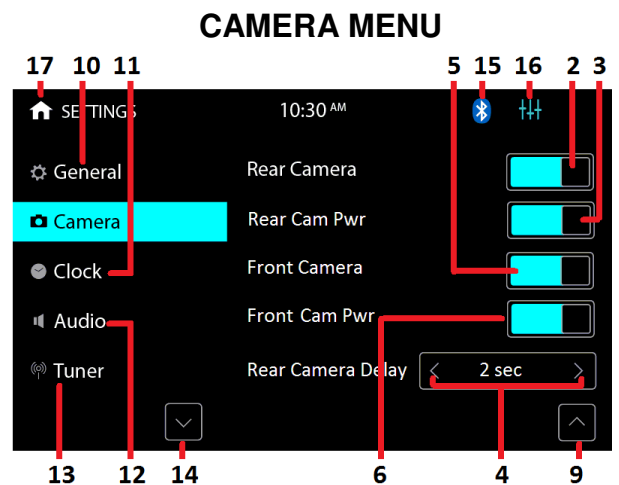 CAMERA MENU
17 10 11 5 15 16 2 3
SETTINGS 10:30 AM
General Rear Camera
Camera Rear Cam Pwr
Clock Front Camera
Audio Front Cam Pwr
Tuner Rear Camera Delay < 2 sec >
13 12 14 6 4 9